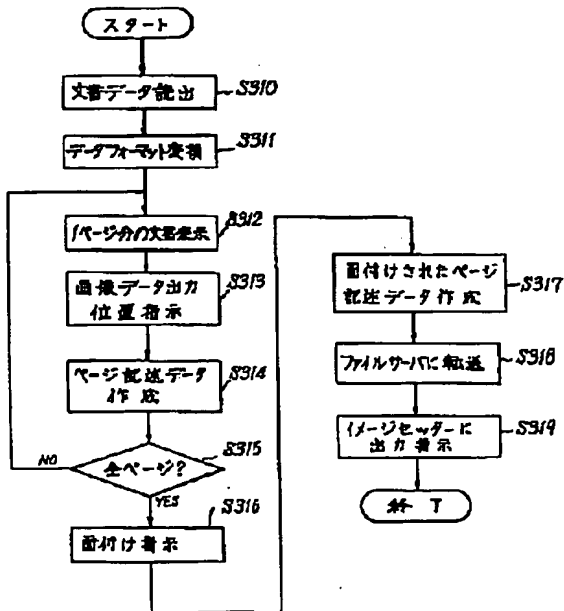 スタート
文書データ読出
S310
データフォーマット変換
S311
1ページ分の文書表示
S312
画像データ出力
位置指示
S313
ページ記述データ
作成
S314
全ページ?
S315
NO
YES
面付け指示
S316
面付けされたページ
記述データ作成
S317
ファイルサーバに転送
S318
イメージセッターに
出力指示
S319
終了